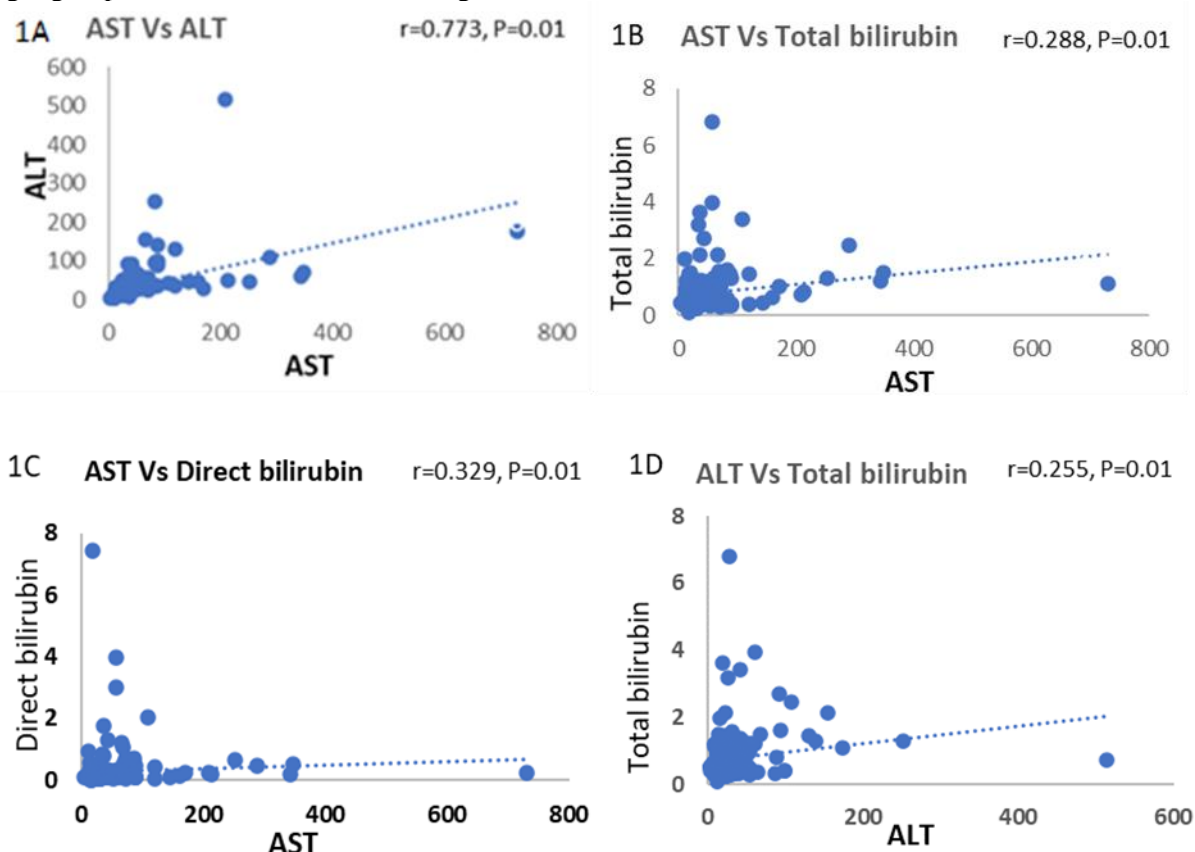 1A AST Vs ALT r=0.773, P=0.01
600
500
400
300
200
100
0
ALT
0 200 400 600 800
AST
1B AST Vs Total bilirubin r=0.288, P=0.01
8
6
4
2
0
Total bilirubin
0 200 400 600 800
AST
1C AST Vs Direct bilirubin r=0.329, P=0.01
8
6
4
2
0
Direct bilirubin
0 200 400 600 800
AST
1D ALT Vs Total bilirubin r=0.255, P=0.01
8
6
4
2
0
Total bilirubin
0 200 400 600
ALT